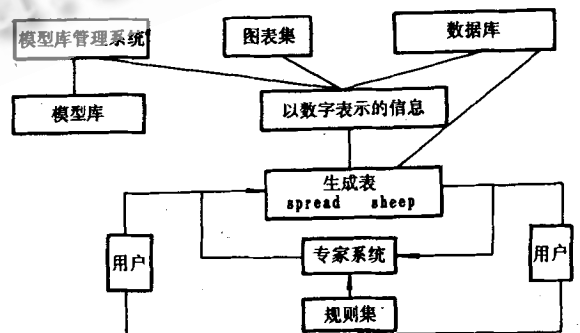 模型库管理系统
图表集
数据库
模型库
以数字表示的信息
生成表
spread sheep
用户
专家系统
用户
规则集